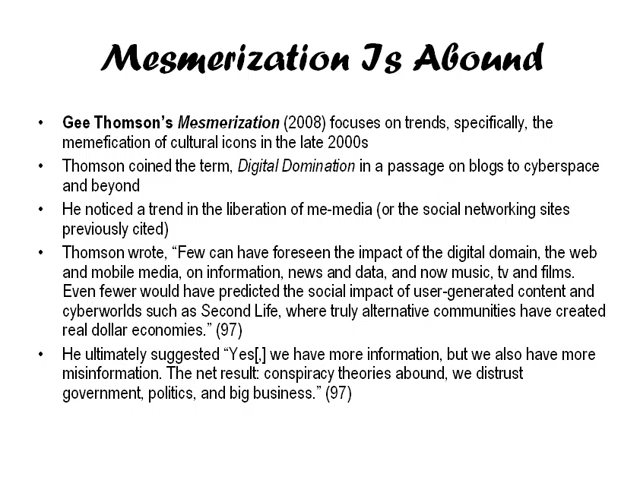 Mesmerization Is Abound
• Gee Thomson's Mesmerization (2008) focuses on trends, specifically, the
memefication of cultural icons in the late 2000s
• Thomson coined the term, Digital Domination in a passage on blogs to cyberspace
and beyond
• He noticed a trend in the liberation of me-media (or the social networking sites
previously cited)
• Thomson wrote, “Few can have foreseen the impact of the digital domain, the web
and mobile media, on information, news and data, and now music, tv and films.
Even fewer would have predicted the social impact of user-generated content and
cyberworlds such as Second Life, where truly alternative communities have created
real dollar economies.” (97)
• He ultimately suggested “Yes[,] we have more information, but we also have more
misinformation. The net result: conspiracy theories abound, we distrust
government, politics, and big business.” (97)